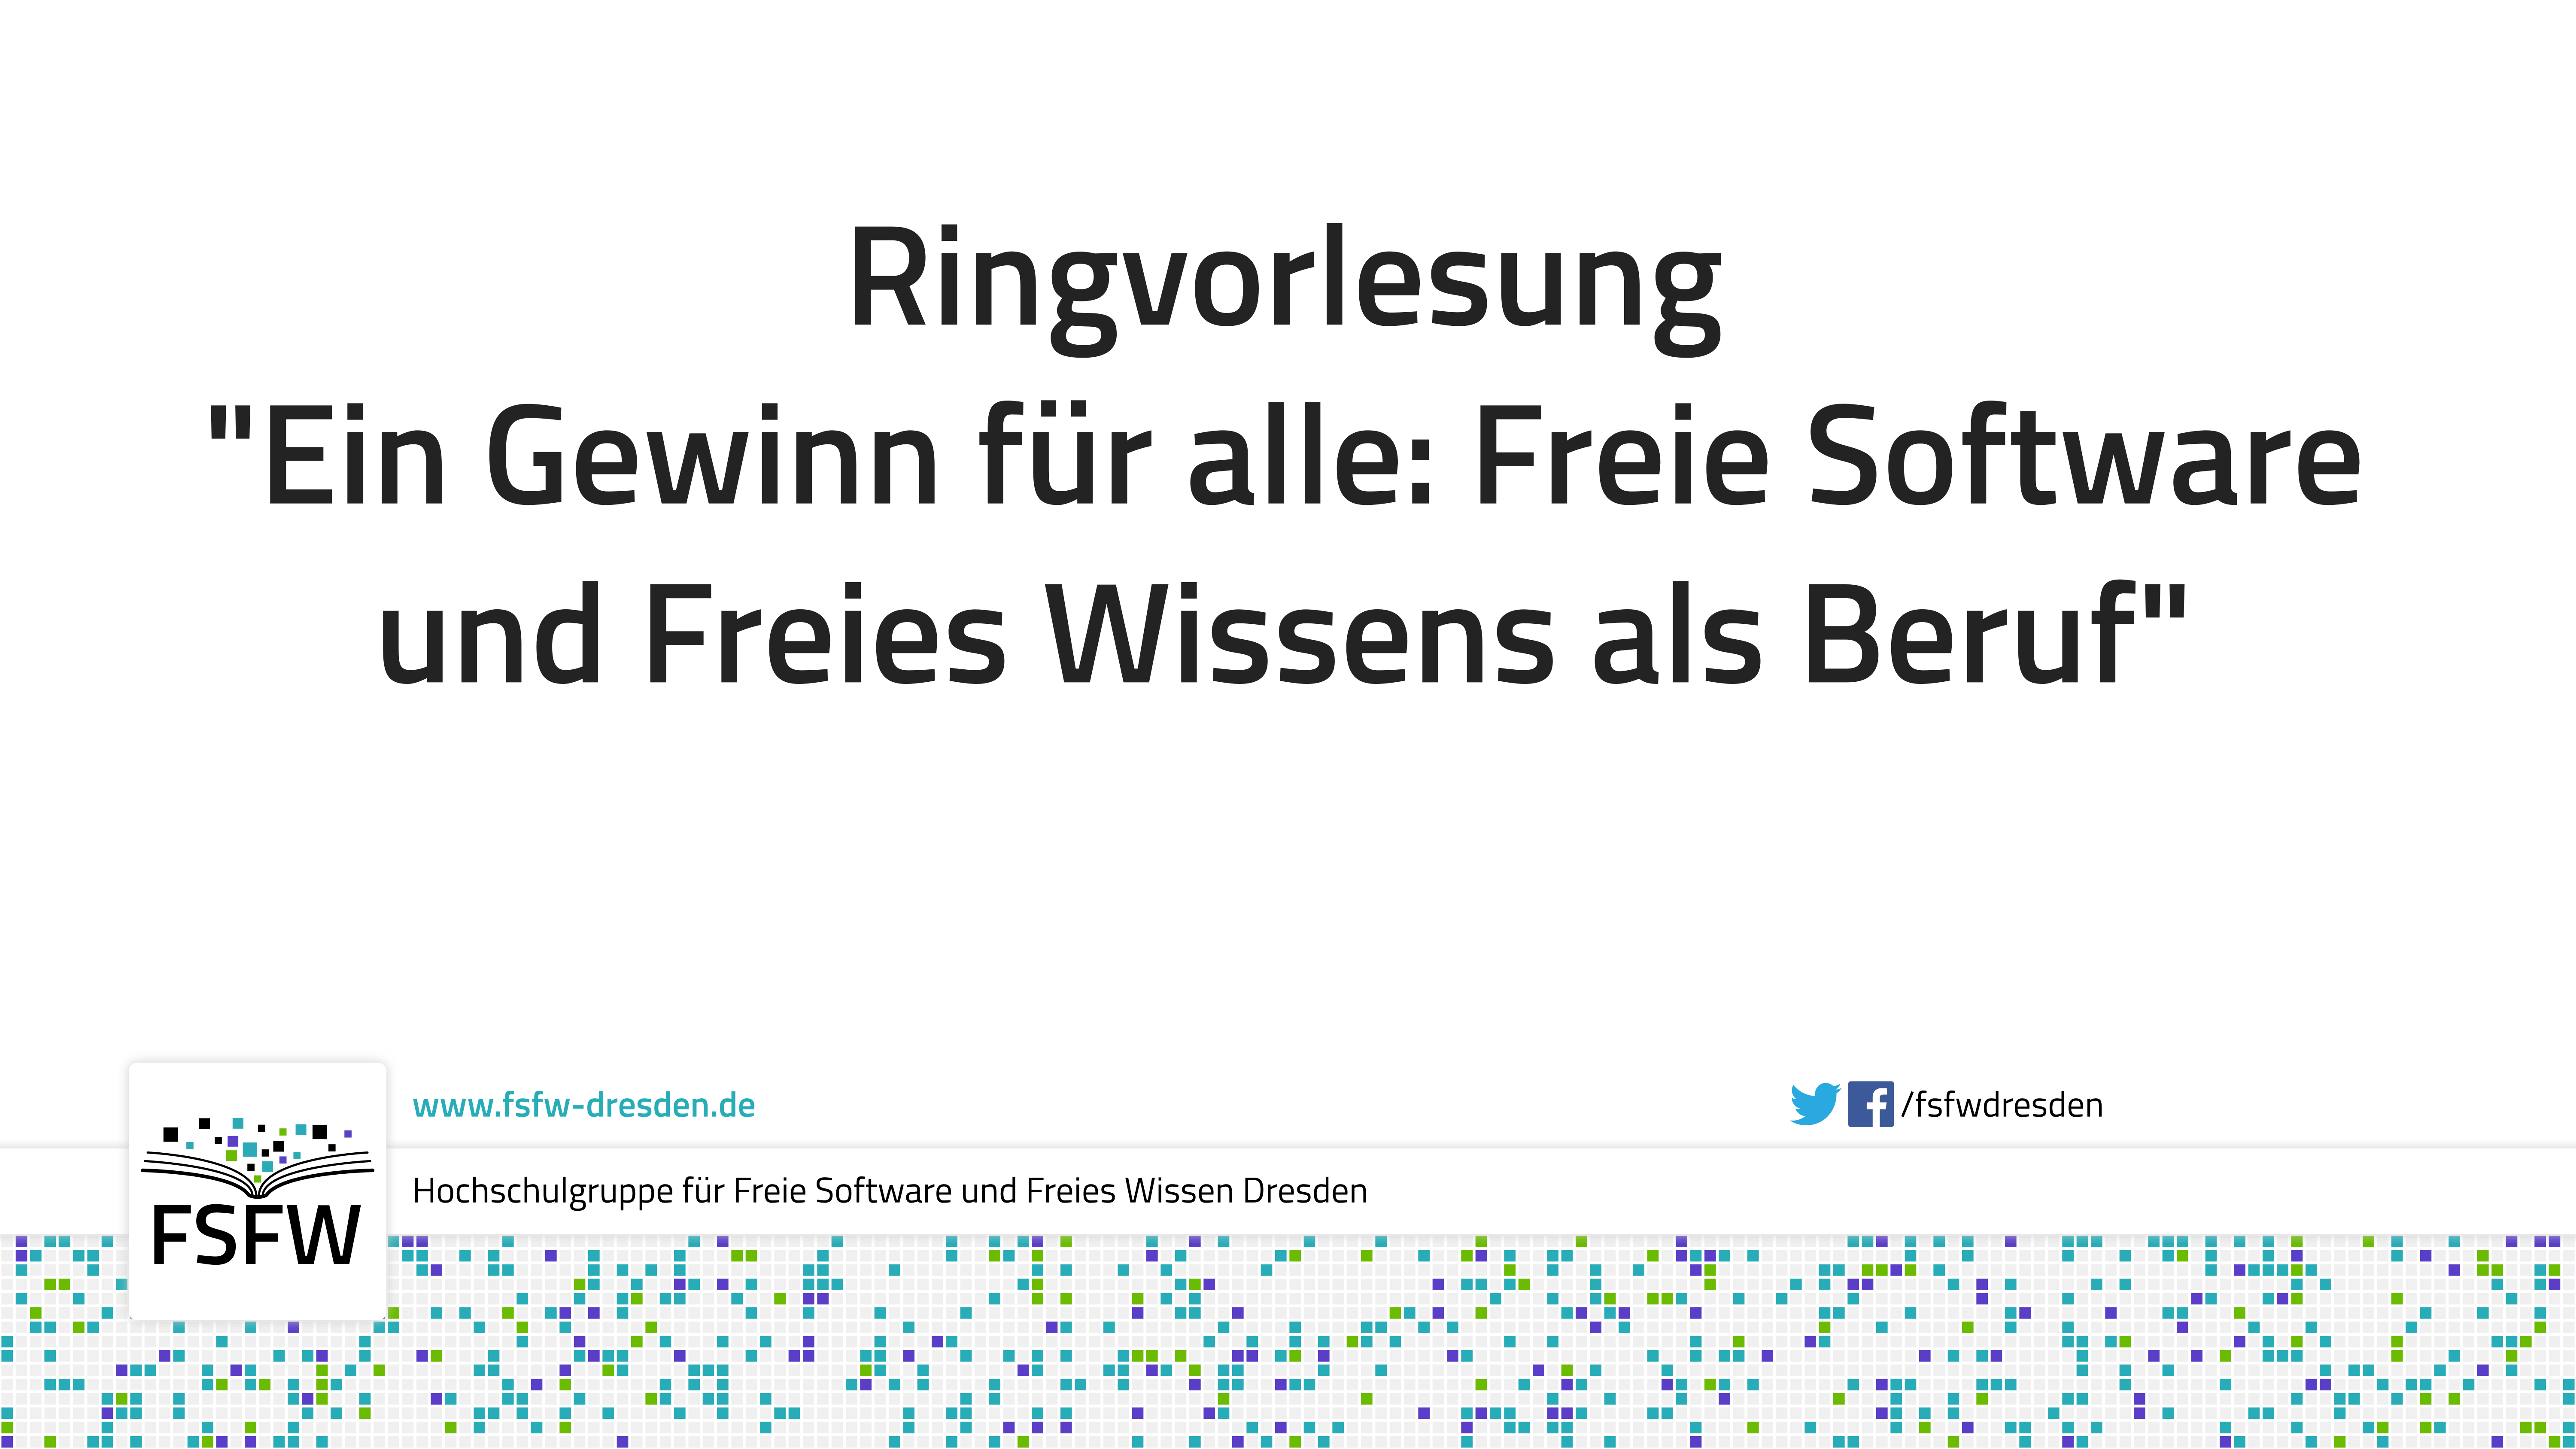 Ringvorlesung
"Ein Gewinn für alle: Freie Software
und Freies Wissens als Beruf"
www.fsfw-dresden.de
/fsfwdresden
FSFW
Hochschulgruppe für Freie Software und Freies Wissen Dresden